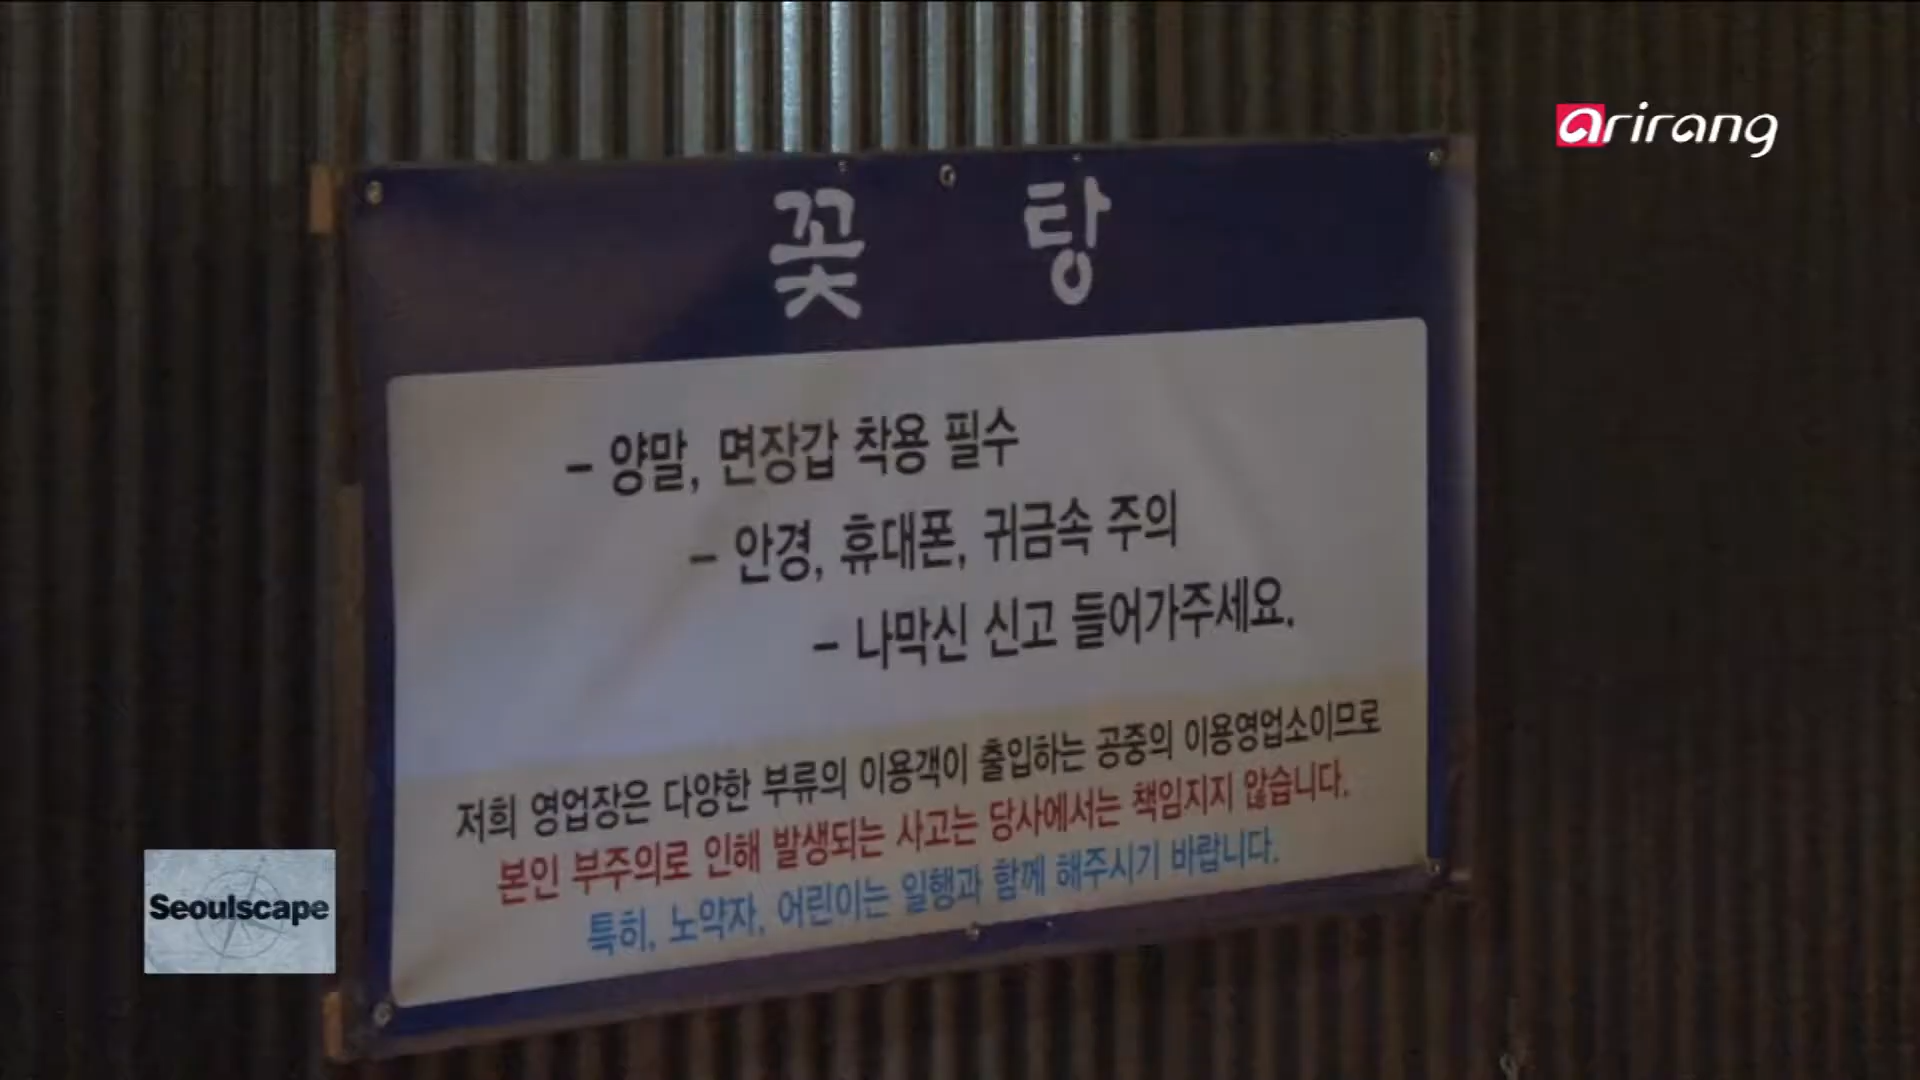 arirang
꽃 탕
- 양말, 면장갑 착용 필수
- 안경, 휴대폰, 귀금속 주의
- 나막신 신고 들어가주세요.
저희 영업장은 다양한 부류의 이용객이 출입하는 공중의 이용영업소이므로
본인 부주의로 인해 발생되는 사고는 당사에서는 책임지지 않습니다.
특히, 노약자, 어린이는 일행과 함께 해주시기 바랍니다.
Seoulscape